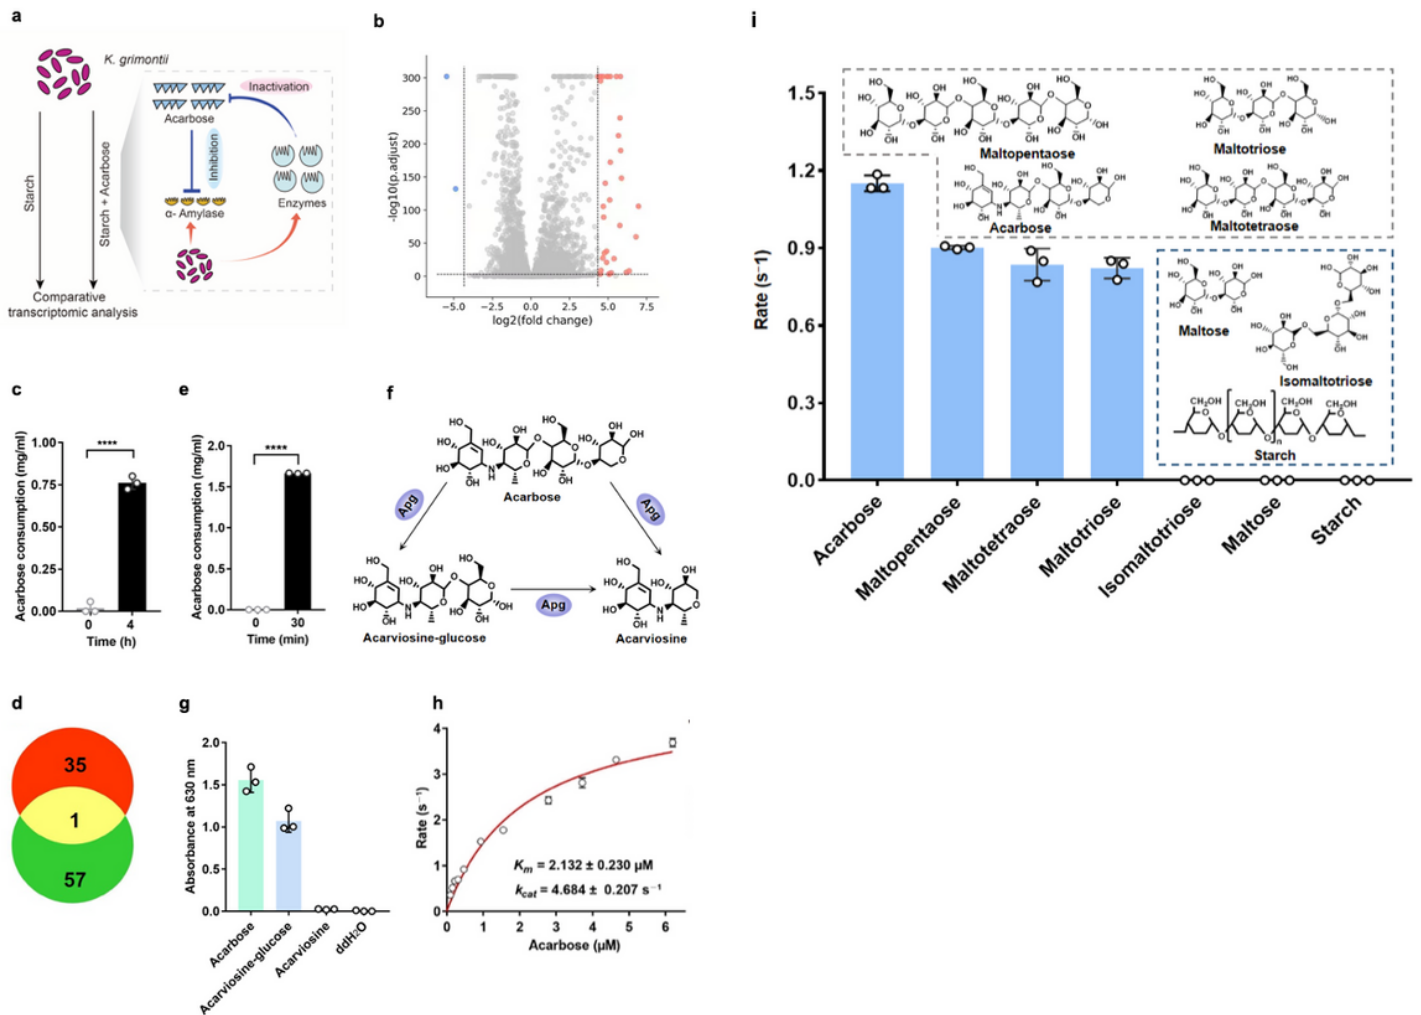 a
K. grimontii
Starch
Starch + Acarbose
Comparative
transcriptomic analysis
Inactivation
Acarbose
Inhibition
α- Amylase
Enzymes
b
-log10(p.adjust)
300
250
200
150
100
50
0
−5.0
−2.5
0.0
2.5
5.0
7.5
log2(fold change)
c
Acarbose consumption (mg/ml)
1.00
0.75
0.50
0.25
0.00
****
0
4
Time (h)
e
Acarbose consumption (mg/ml)
2.0
1.5
1.0
0.5
0.0
****
0
30
Time (min)
f
Acarbose
Apg
Apg
Apg
Acarviosine-glucose
Acarviosine
d
35
1
57
g
Absorbance at 630 nm
2.0
1.5
1.0
0.5
0.0
Acarbose
Acarviosine-glucose
Acarviosine
ddH2O
h
Rate (s⁻¹)
4
3
2
1
0
Km = 2.132 ± 0.230 μM
kcat = 4.684 ± 0.207 s⁻¹
0
1
2
3
4
5
6
Acarbose (μM)
i
Rate (s⁻¹)
1.5
1.2
0.9
0.6
0.3
0.0
Maltopentaose
Maltotriose
Acarbose
Maltotetraose
Maltose
Isomaltotriose
CH₂OH
CH₂OH
CH₂OH
CH₂OH
n
Starch
Acarbose
Maltopentaose
Maltotetraose
Maltotriose
Isomaltotriose
Maltose
Starch